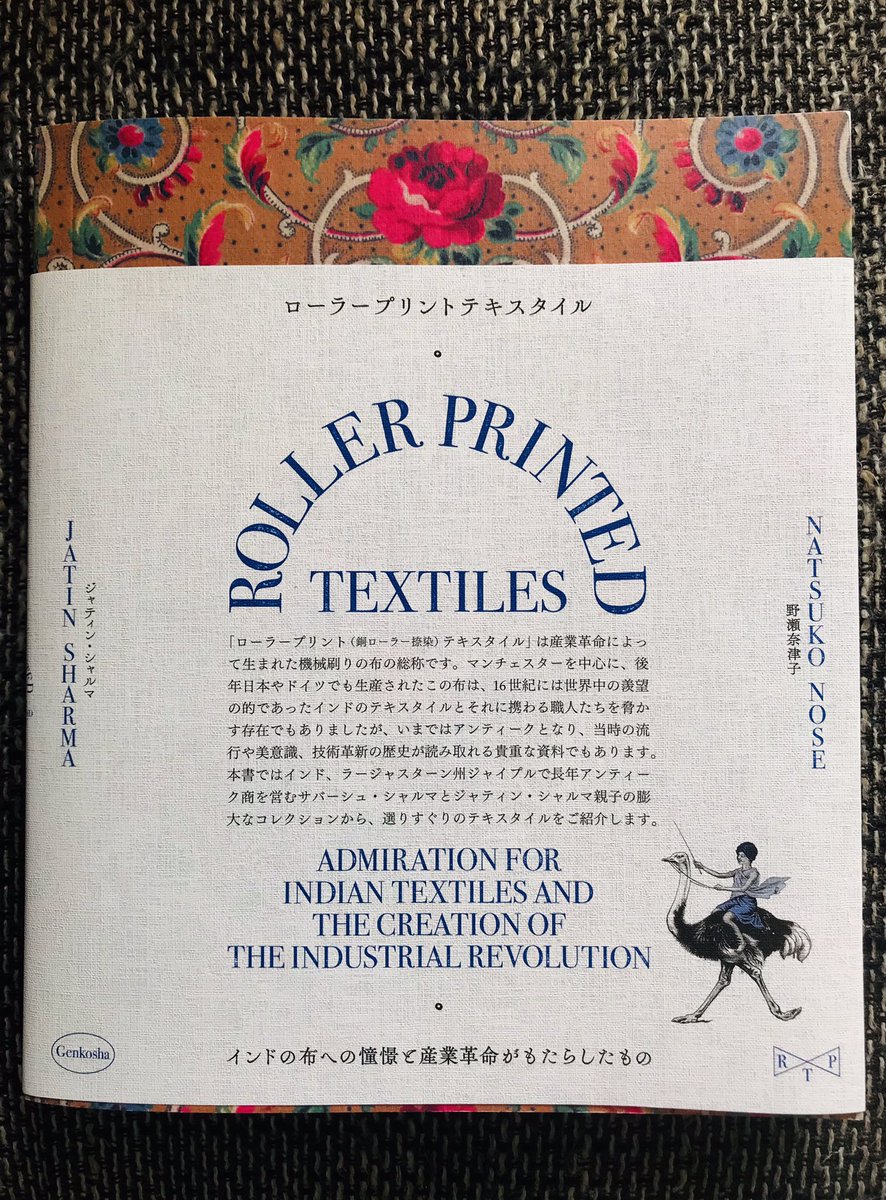 ローラープリントテキスタイル
ROLLER PRINTED
TEXTILES
JATIN SHARMA
ジャティン・シャルマ
NATSUKO NOSE
野瀬奈津子
「ローラープリント（銅ローラー捺染）テキスタイル」は産業革命によっ
て生まれた機械刷りの布の総称です。マンチェスターを中心に、後
年日本やドイツでも生産されたこの布は、16世紀には世界中の羨望
の的であったインドのテキスタイルとそれに携わる職人たちを脅か
す存在でもありましたが、いまではアンティークとなり、当時の流
行や美意識、技術革新の歴史が読み取れる貴重な資料でもあります。
本書ではインド、ラージャスターン州ジャイプルで長年アンティー
ク商を営むサバーシュ・シャルマとジャティン・シャルマ親子の膨
大なコレクションから、選りすぐりのテキスタイルをご紹介します。
ADMIRATION FOR
INDIAN TEXTILES AND
THE CREATION OF
THE INDUSTRIAL REVOLUTION
Genkosha
インドの布への憧憬と産業革命がもたらしたもの
R T P